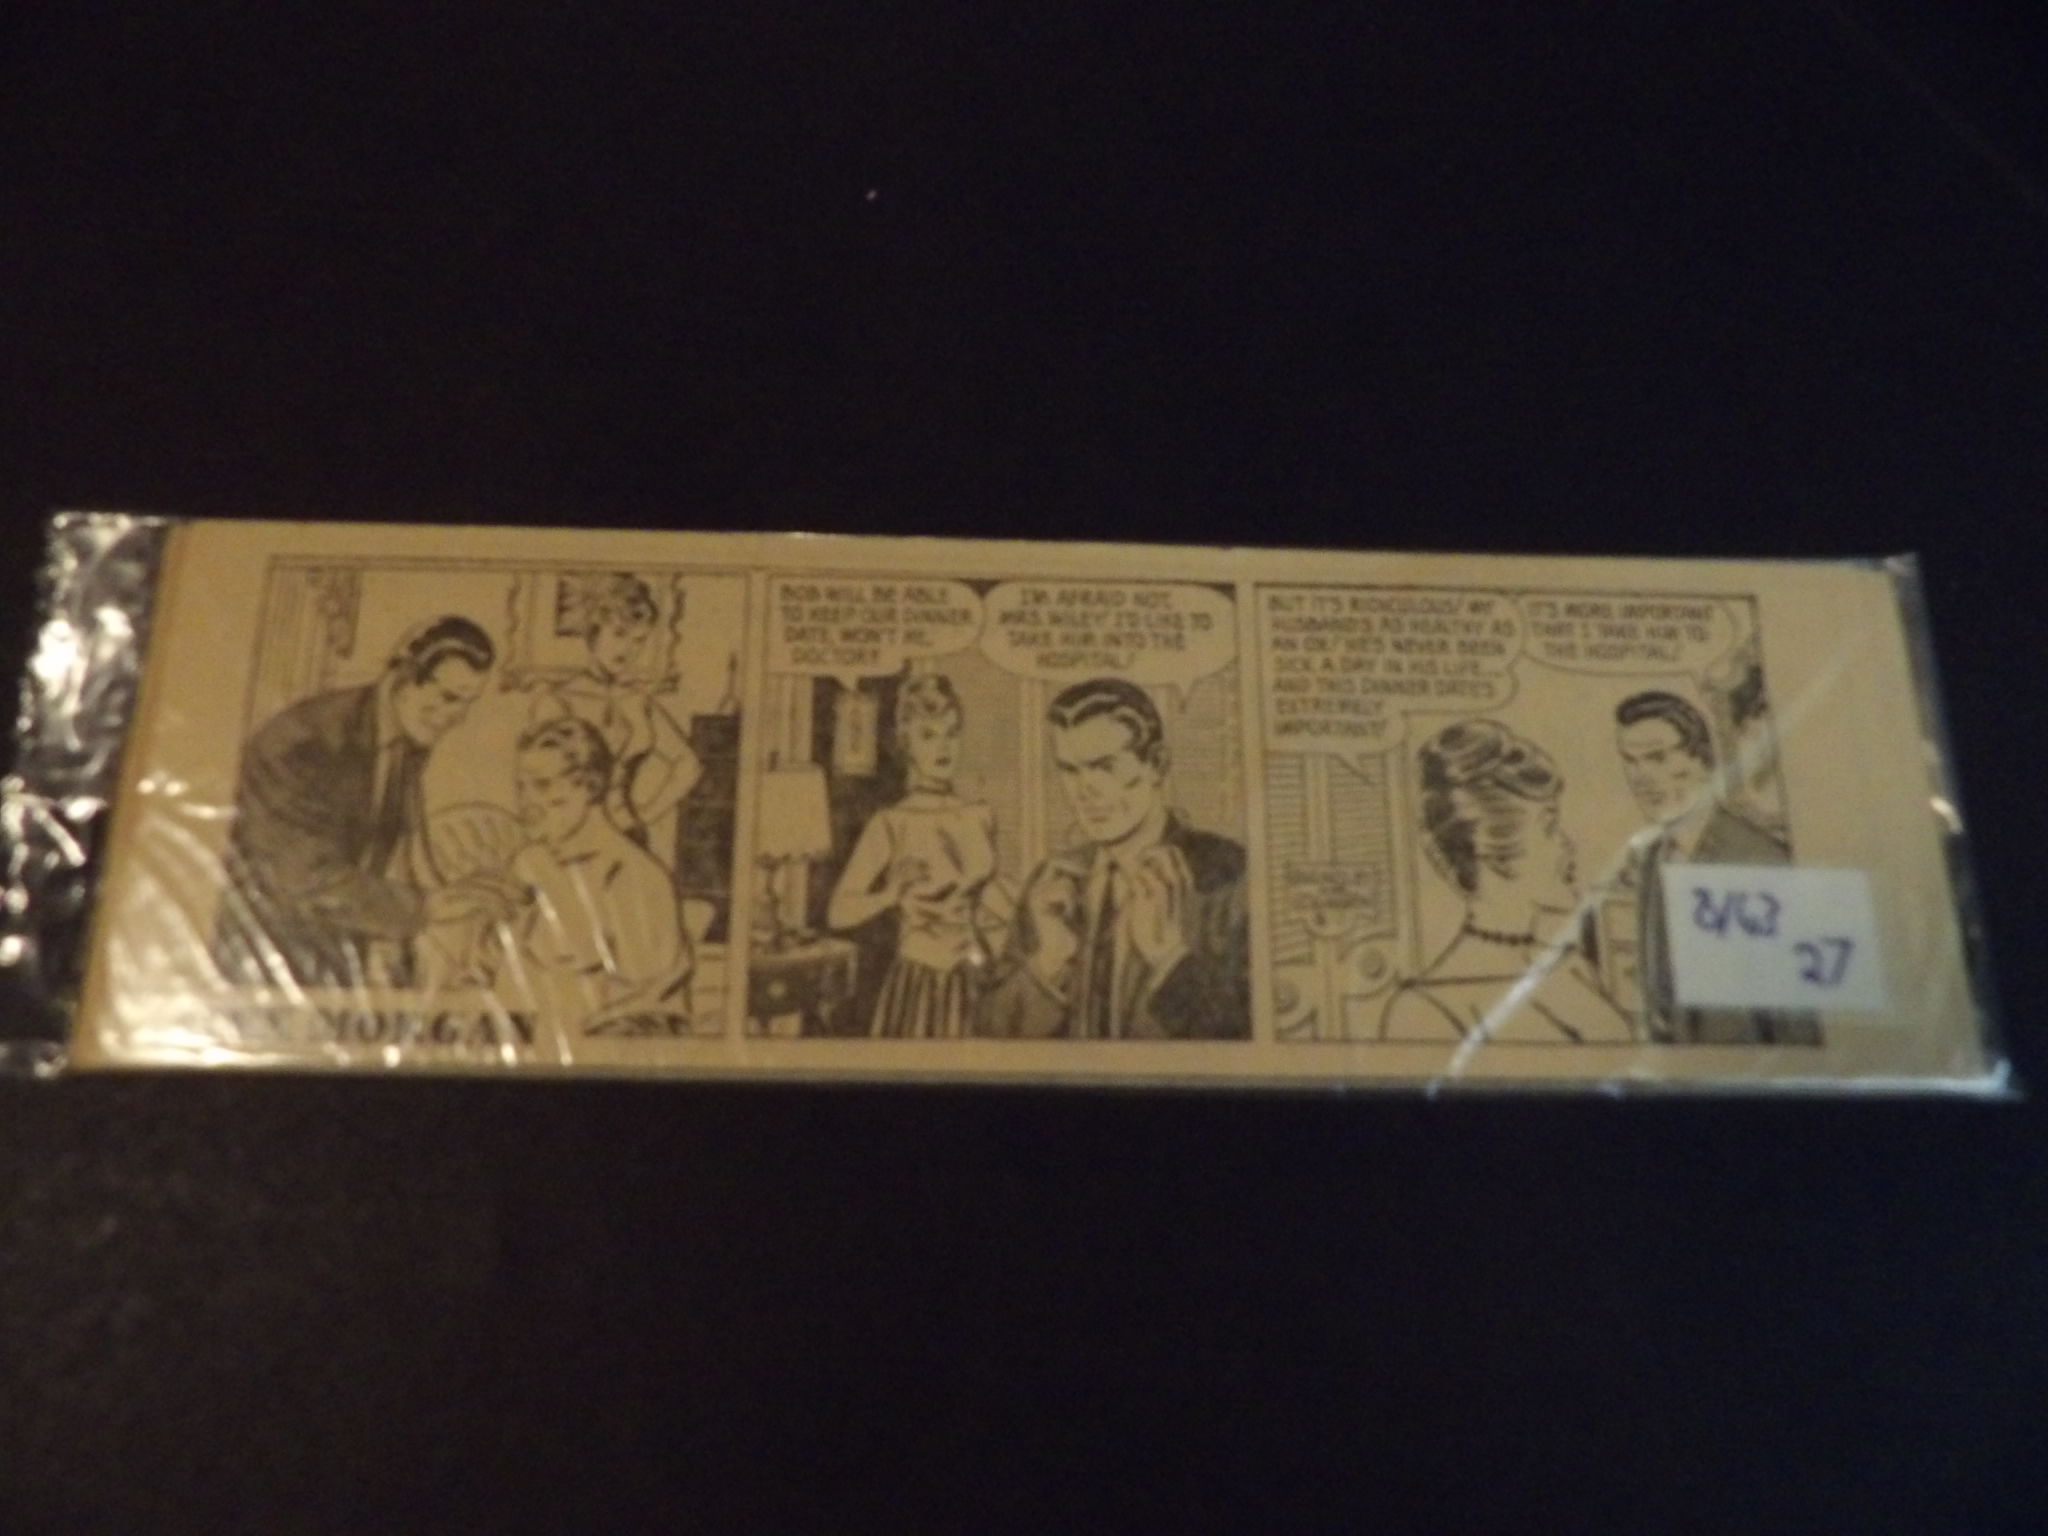 BOB WILL BE ABLE
TO KEEP OUR DINNER
DATE, WON'T HE,
DOCTOR?
I'M AFRAID NOT,
MRS. WILEY! I'D LIKE TO
TAKE HIM INTO THE
HOSPITAL!
BUT IT'S RIDICULOUS! MY
HUSBAND'S AS HEALTHY AS
AN OX! HE'S NEVER BEEN
SICK A DAY IN HIS LIFE...
AND THIS DINNER DATE'S
EXTREMELY
IMPORTANT!
IT'S MORE IMPORTANT
THAT I TAKE HIM TO
THE HOSPITAL!
MORGAN
8/63
27